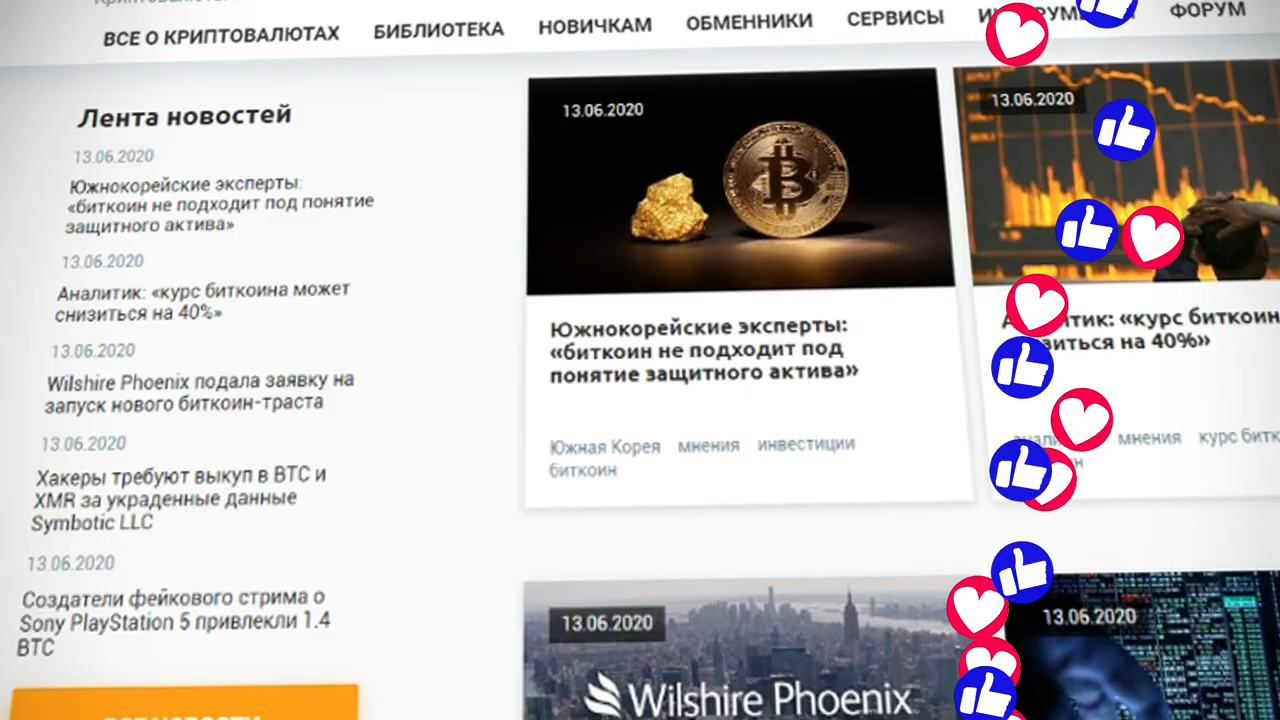 ВСЕ О КРИПТОВАЛЮТАХ БИБЛИОТЕКА НОВИЧКАМ ОБМЕННИКИ СЕРВИСЫ ФОРУМ
Лента новостей
13.06.2020
Южнокорейские эксперты:
«биткоин не подходит под понятие
защитного актива»
13.06.2020
Аналитик: «курс биткоина может
снизиться на 40%»
13.06.2020
Wilshire Phoenix подала заявку на
запуск нового биткоин-траста
13.06.2020
Хакеры требуют выкуп в BTC и
XMR за украденные данные
Symbotic LLC
13.06.2020
Создатели фейкового стрима о
Sony PlayStation 5 привлекли 1.4
BTC
13.06.2020
Южнокорейские эксперты:
«биткоин не подходит под
понятие защитного актива»
Южная Корея мнения инвестиции
биткоин
13.06.2020
«курс
на 40%»
мнения курс
13.06.2020
Wilshire Phoenix
13.06.2020